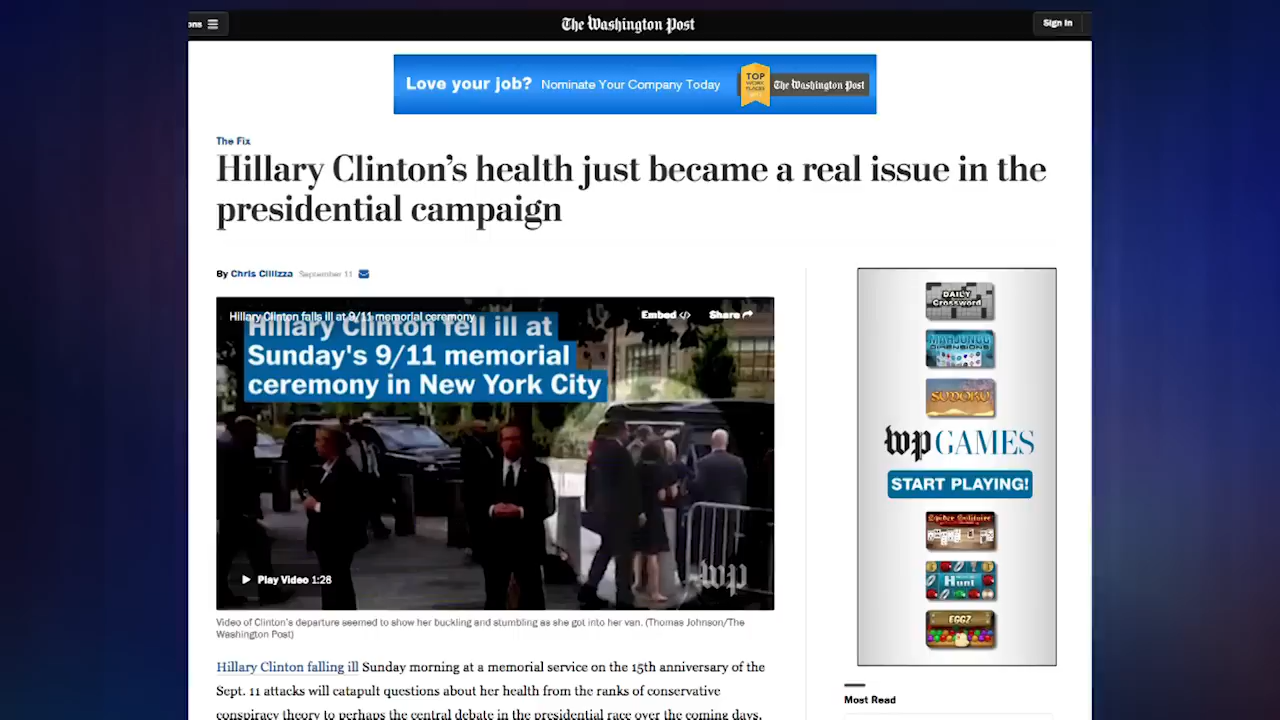 ons
The Washington Post
Sign In
Love your job? Nominate Your Company Today
TOP
WORK
PLACES
The Washington Post
The Fix
Hillary Clinton's health just became a real issue in the
presidential campaign
By Chris Cillizza September 11
Hillary Clinton falls ill at 9/11 memorial ceremony
Embed </>
Share
Hillary Clinton fell ill at
Sunday's 9/11 memorial
ceremony in New York City
Play Video 1:28
wp
Video of Clinton's departure seemed to show her buckling and stumbling as she got into her van. (Thomas Johnson/The
Washington Post)
Hillary Clinton falling ill Sunday morning at a memorial service on the 15th anniversary of the
Sept. 11 attacks will catapult questions about her health from the ranks of conservative
conspiracy theory to perhaps the central debate in the presidential race over the coming days.
DAILY
Crossword
MAHJONGG
DIMENSIONS
SUDOKU
wp GAMES
START PLAYING!
Spider Solitaire
Hunt
EGGZ
Most Read